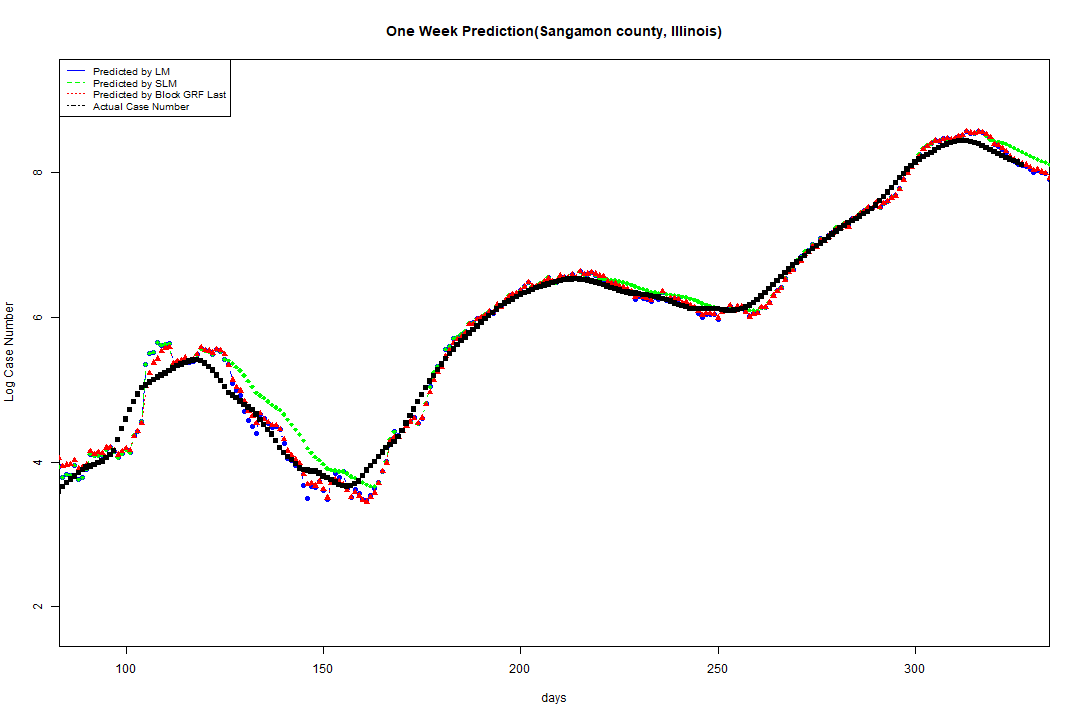 One Week Prediction(Sangamon county, Illinois)
Predicted by LM
Predicted by SLM
Predicted by Block GRF Last
Actual Case Number
Log Case Number
8
6
4
2
100 150 200 250 300
days